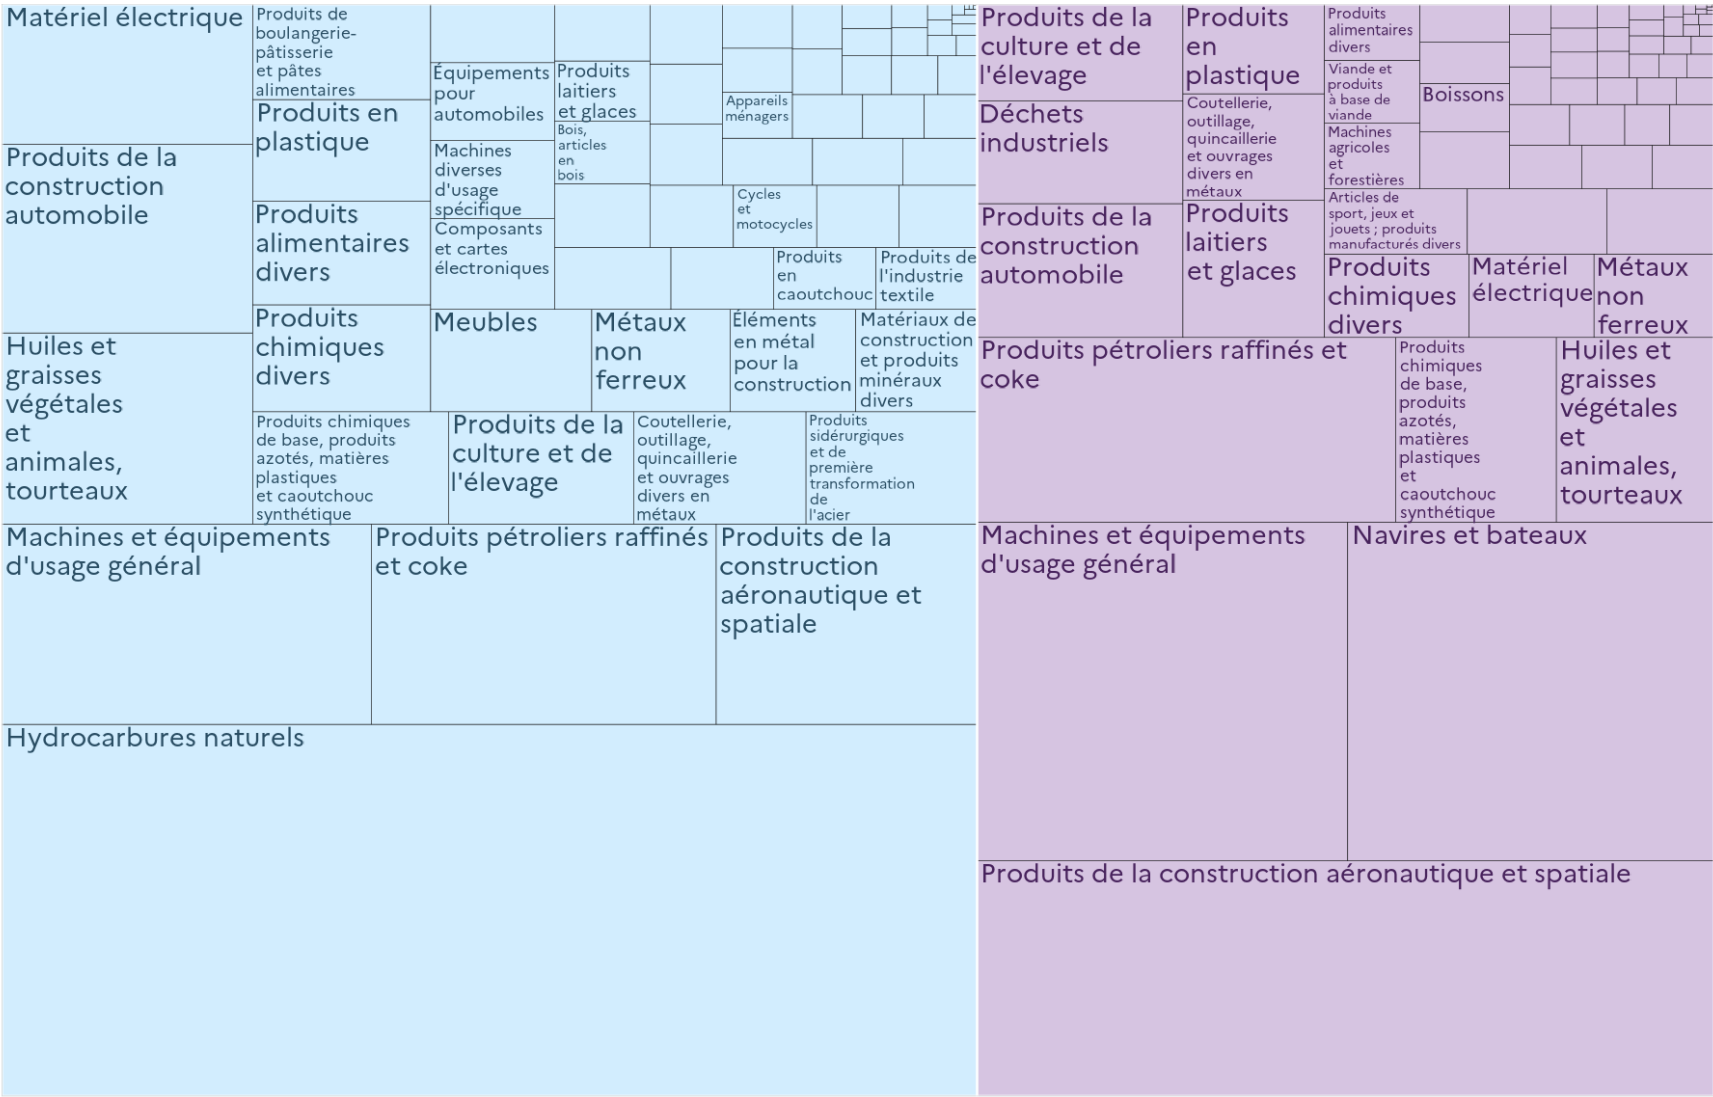 Matériel électrique
Produits de la
construction
automobile
Huiles et
graisses
végétales
et
animales,
tourteaux
Produits de
boulangerie-
pâtisserie
et pâtes
alimentaires
Produits en
plastique
Produits
alimentaires
divers
Produits
chimiques
divers
Équipements
pour
automobiles
Machines
diverses
d'usage
spécifique
Composants
et cartes
électroniques
Produits
laitiers
et glaces
Bois,
articles
en
bois
Appareils
ménagers
Cycles
et
motocycles
Produits
en
caoutchouc
Produits de
l'industrie
textile
Meubles
Métaux
non
ferreux
Éléments
en métal
pour la
construction
Matériaux de
construction
et produits
minéraux
divers
Produits chimiques
de base, produits
azotés, matières
plastiques
et caoutchouc
synthétique
Produits de la
culture et de
l'élevage
Coutellerie,
outillage,
quincaillerie
et ouvrages
divers en
métaux
Produits
sidérurgiques
et de
première
transformation
de
l'acier
Machines et équipements
d'usage général
Produits pétroliers raffinés
et coke
Produits de la
construction
aéronautique et
spatiale
Hydrocarbures naturels
Produits de la
culture et de
l'élevage
Déchets
industriels
Produits de la
construction
automobile
Produits
en
plastique
Coutellerie,
outillage,
quincaillerie
et ouvrages
divers en
métaux
Produits
laitiers
et glaces
Produits
alimentaires
divers
Viande et
produits
à base de
viande
Machines
agricoles
et
forestières
Boissons
Articles de
sport, jeux et
jouets ; produits
manufacturés divers
Produits
chimiques
divers
Matériel
électrique
Métaux
non
ferreux
Produits pétroliers raffinés et
coke
Produits
chimiques
de base,
produits
azotés,
matières
plastiques
et
caoutchouc
synthétique
Huiles et
graisses
végétales
et
animales,
tourteaux
Machines et équipements
d'usage général
Navires et bateaux
Produits de la construction aéronautique et spatiale